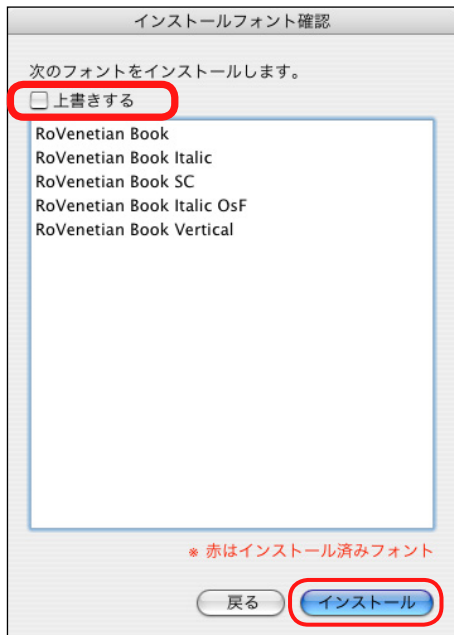 インストールフォント確認
次のフォントをインストールします。
上書きする
RoVenetian Book
RoVenetian Book Italic
RoVenetian Book SC
RoVenetian Book Italic OsF
RoVenetian Book Vertical
※ 赤はインストール済みフォント
戻る インストール